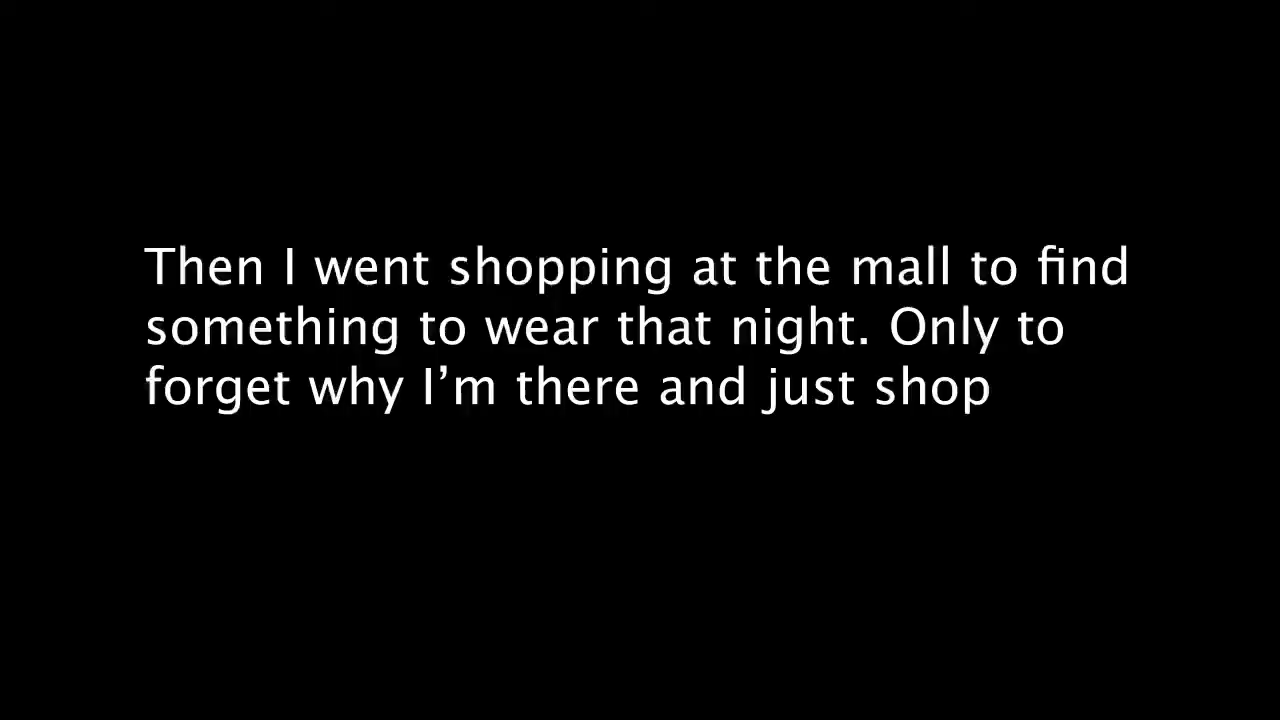 Then I went shopping at the mall to find
something to wear that night. Only to
forget why I’m there and just shop